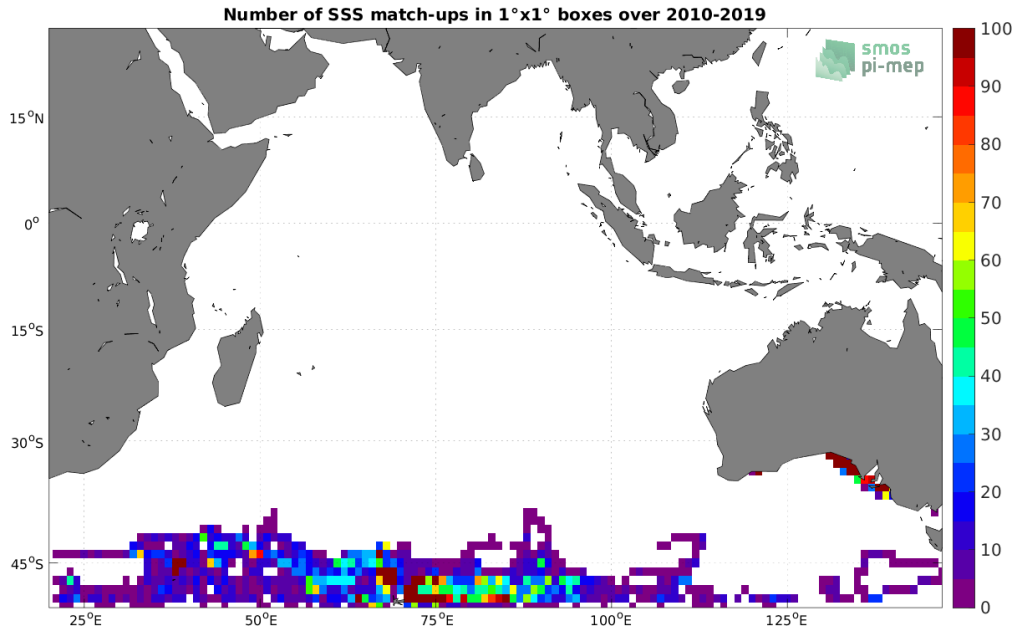 Number of SSS match-ups in 1°x1° boxes over 2010-2019
smos
pi-mep
100
90
80
70
60
50
40
30
20
10
0
15°N
0°
15°S
30°S
45°S
25°E
50°E
75°E
100°E
125°E